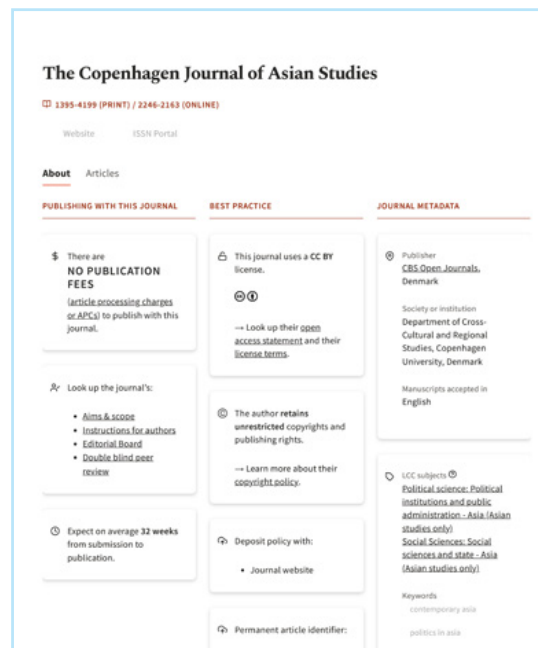 The Copenhagen Journal of Asian Studies
1395-4199 (PRINT) / 2246-2163 (ONLINE)
Website ISSN Portal
About Articles
PUBLISHING WITH THIS JOURNAL
There are
NO PUBLICATION
FEES
(article processing charges
or APCs) to publish with this
journal.
Look up the journal's:
• Aims & scope
• Instructions for authors
• Editorial Board
• Double blind peer
review
Expect on average 32 weeks
from submission to
publication.
BEST PRACTICE
This journal uses a CC BY
license.
→ Look up their open
access statement and their
license terms.
The author retains
unrestricted copyrights and
publishing rights.
→ Learn more about their
copyright policy.
Deposit policy with:
• Journal website
Permanent article identifier:
JOURNAL METADATA
Publisher
CBS Open Journals,
Denmark
Society or institution
Department of Cross-
Cultural and Regional
Studies, Copenhagen
University, Denmark
Manuscripts accepted in
English
LCC subjects
Political science: Political
institutions and public
administration - Asia (Asian
studies only)
Social Sciences: Social
sciences and state - Asia
(Asian studies only)
Keywords
contemporary asia
politics in asia